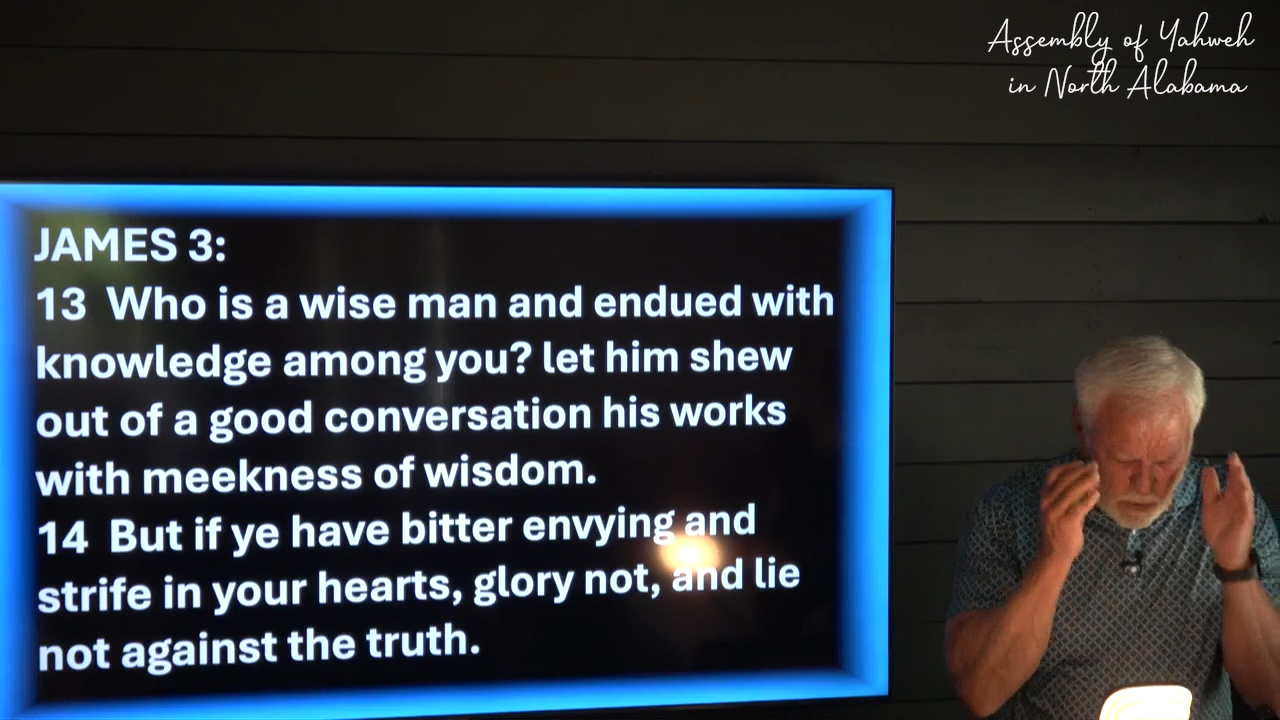 Assembly of Yahweh
in North Alabama
JAMES 3:
13 Who is a wise man and endued with
knowledge among you? let him shew
out of a good conversation his works
with meekness of wisdom.
14 But if ye have bitter envying and
strife in your hearts, glory not, and lie
not against the truth.